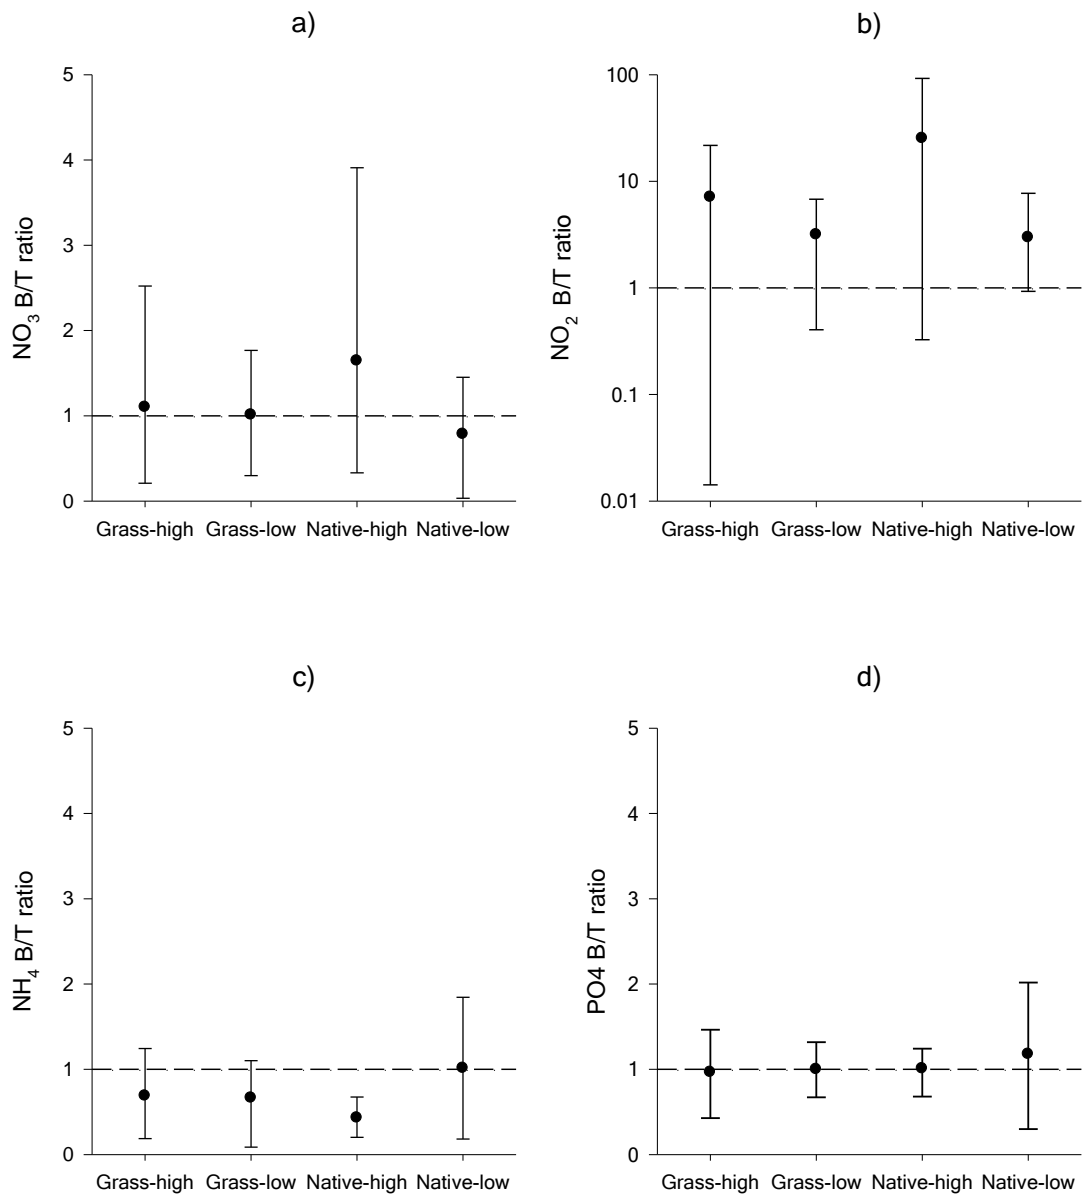 a)
5
4
3
2
1
0
NO3 B/T ratio
Grass-high Grass-low Native-high Native-low
b)
100
10
1
0.1
0.01
NO2 B/T ratio
Grass-high Grass-low Native-high Native-low
c)
5
4
3
2
1
0
NH4 B/T ratio
Grass-high Grass-low Native-high Native-low
d)
5
4
3
2
1
0
PO4 B/T ratio
Grass-high Grass-low Native-high Native-low